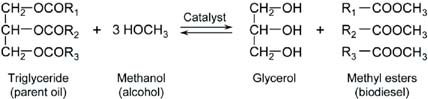 CH₂–OCOR₁ Catalyst CH₂–OH R₁ –COOCH₃
CH–OCOR₂ + 3 HOCH₃ ⇌ CH–OH + R₂ –COOCH₃
CH₂–OCOR₃ CH₂–OH R₃ –COOCH₃
Triglyceride Methanol Glycerol Methyl esters
(parent oil) (alcohol) (biodiesel)